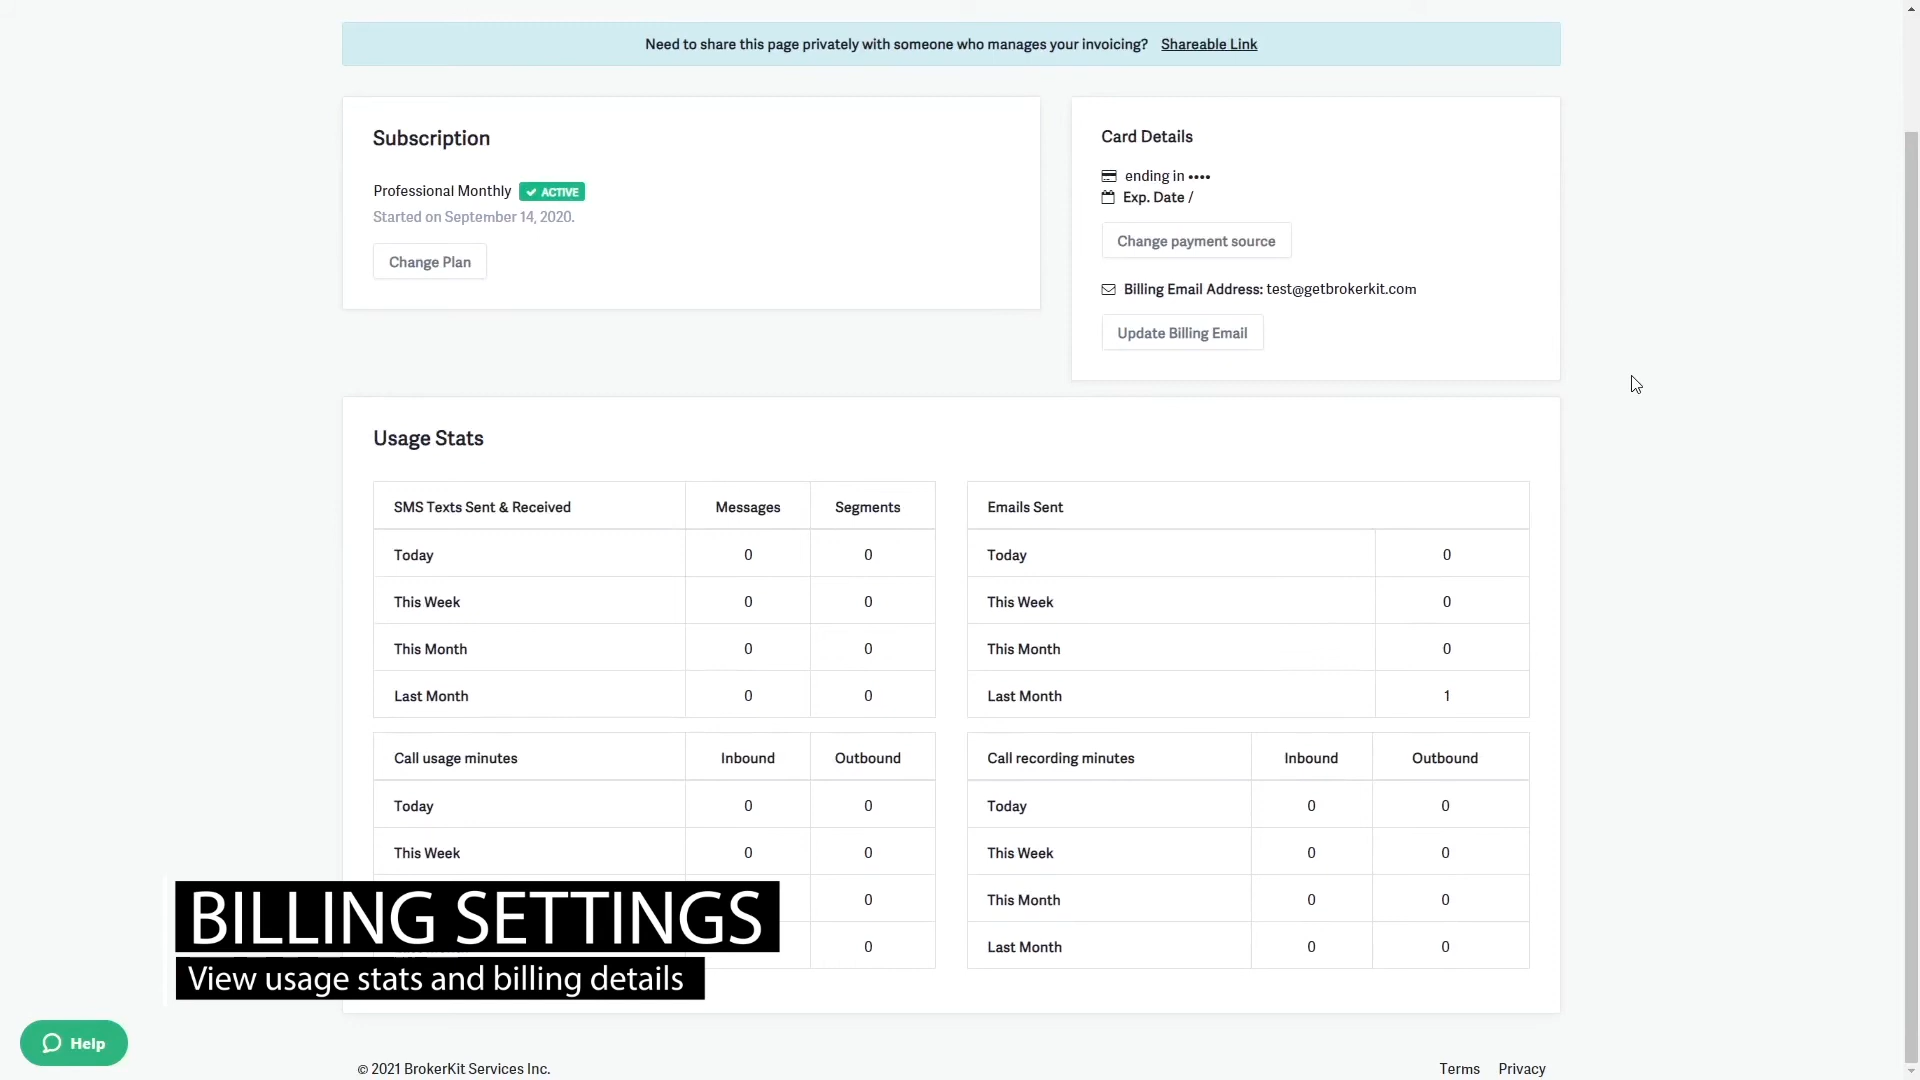 Need to share this page privately with someone who manages your invoicing? Shareable Link
Subscription
Professional Monthly ACTIVE
Started on September 14, 2020.
Change Plan
Card Details
ending in ••••
Exp. Date /
Change payment source
Billing Email Address: test@getbrokerkit.com
Update Billing Email
Usage Stats
SMS Texts Sent & Received Messages Segments
Today 0 0
This Week 0 0
This Month 0 0
Last Month 0 0
Emails Sent
Today 0
This Week 0
This Month 0
Last Month 1
Call usage minutes Inbound Outbound
Today 0 0
This Week 0 0
0
0
Call recording minutes Inbound Outbound
Today 0 0
This Week 0 0
This Month 0 0
Last Month 0 0
BILLING SETTINGS
View usage stats and billing details
Help
© 2021 BrokerKit Services Inc.
Terms Privacy